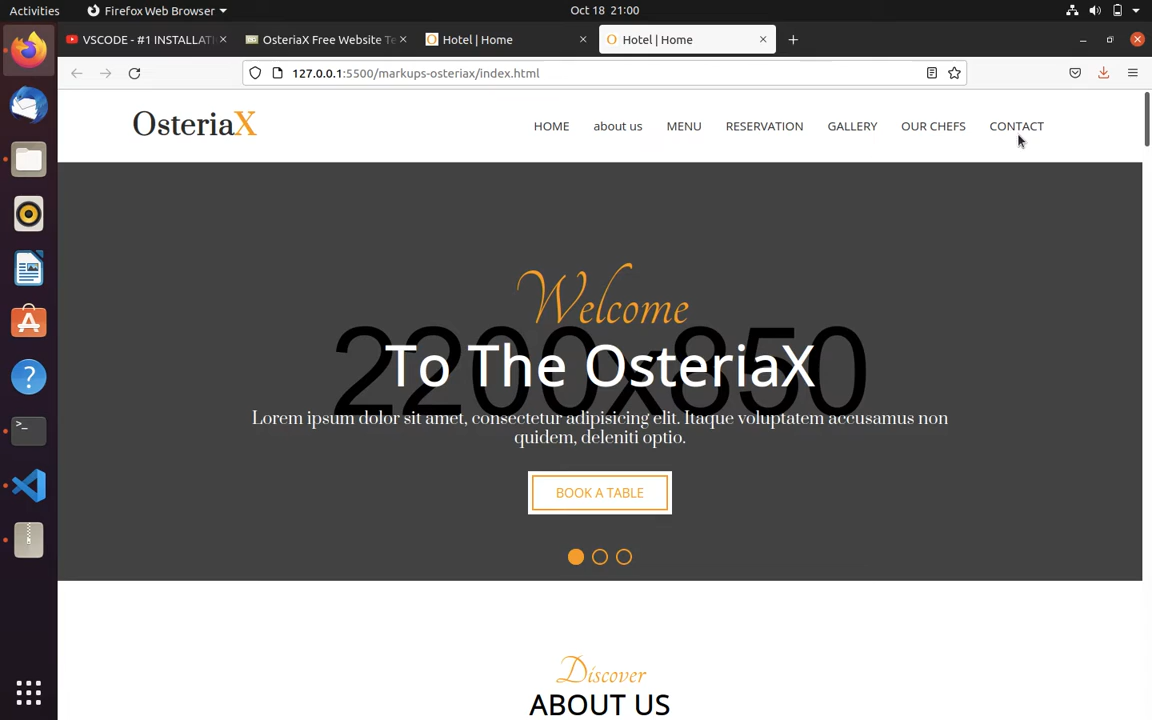 Activities
Firefox Web Browser
Oct 18 21:00
VSCODE - #1 INSTALLAT
OsteriaX Free Website Te
Hotel | Home
Hotel | Home
127.0.0.1:5500/markups-osteriax/index.html
OsteriaX
HOME
about us
MENU
RESERVATION
GALLERY
OUR CHEFS
CONTACT
Welcome
2200x850
To The OsteriaX
Lorem ipsum dolor sit amet, consectetur adipisicing elit. Itaque voluptatem accusamus non
quidem, deleniti optio.
BOOK A TABLE
Discover
ABOUT US